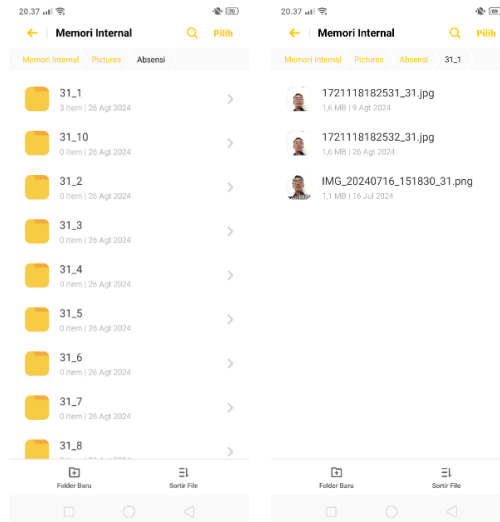 20.37
Memori Internal
Pilih
Memori Internal
Pictures
Absensi
31_1
3 Item | 26 Agt 2024
31_10
0 Item | 26 Agt 2024
31_2
0 Item | 26 Agt 2024
31_3
0 Item | 26 Agt 2024
31_4
0 Item | 26 Agt 2024
31_5
0 Item | 26 Agt 2024
31_6
0 Item | 26 Agt 2024
31_7
0 Item | 26 Agt 2024
31_8
Folder Baru
Sortir File
20.37
Memori Internal
Pilih
Memori Internal
Pictures
Absensi
31_1
1721118182531_31.jpg
1,6 MB | 9 Agt 2024
1721118182532_31.jpg
1,6 MB | 26 Agt 2024
IMG_20240716_151830_31.png
1,1 MB | 16 Jul 2024
Folder Baru
Sortir File